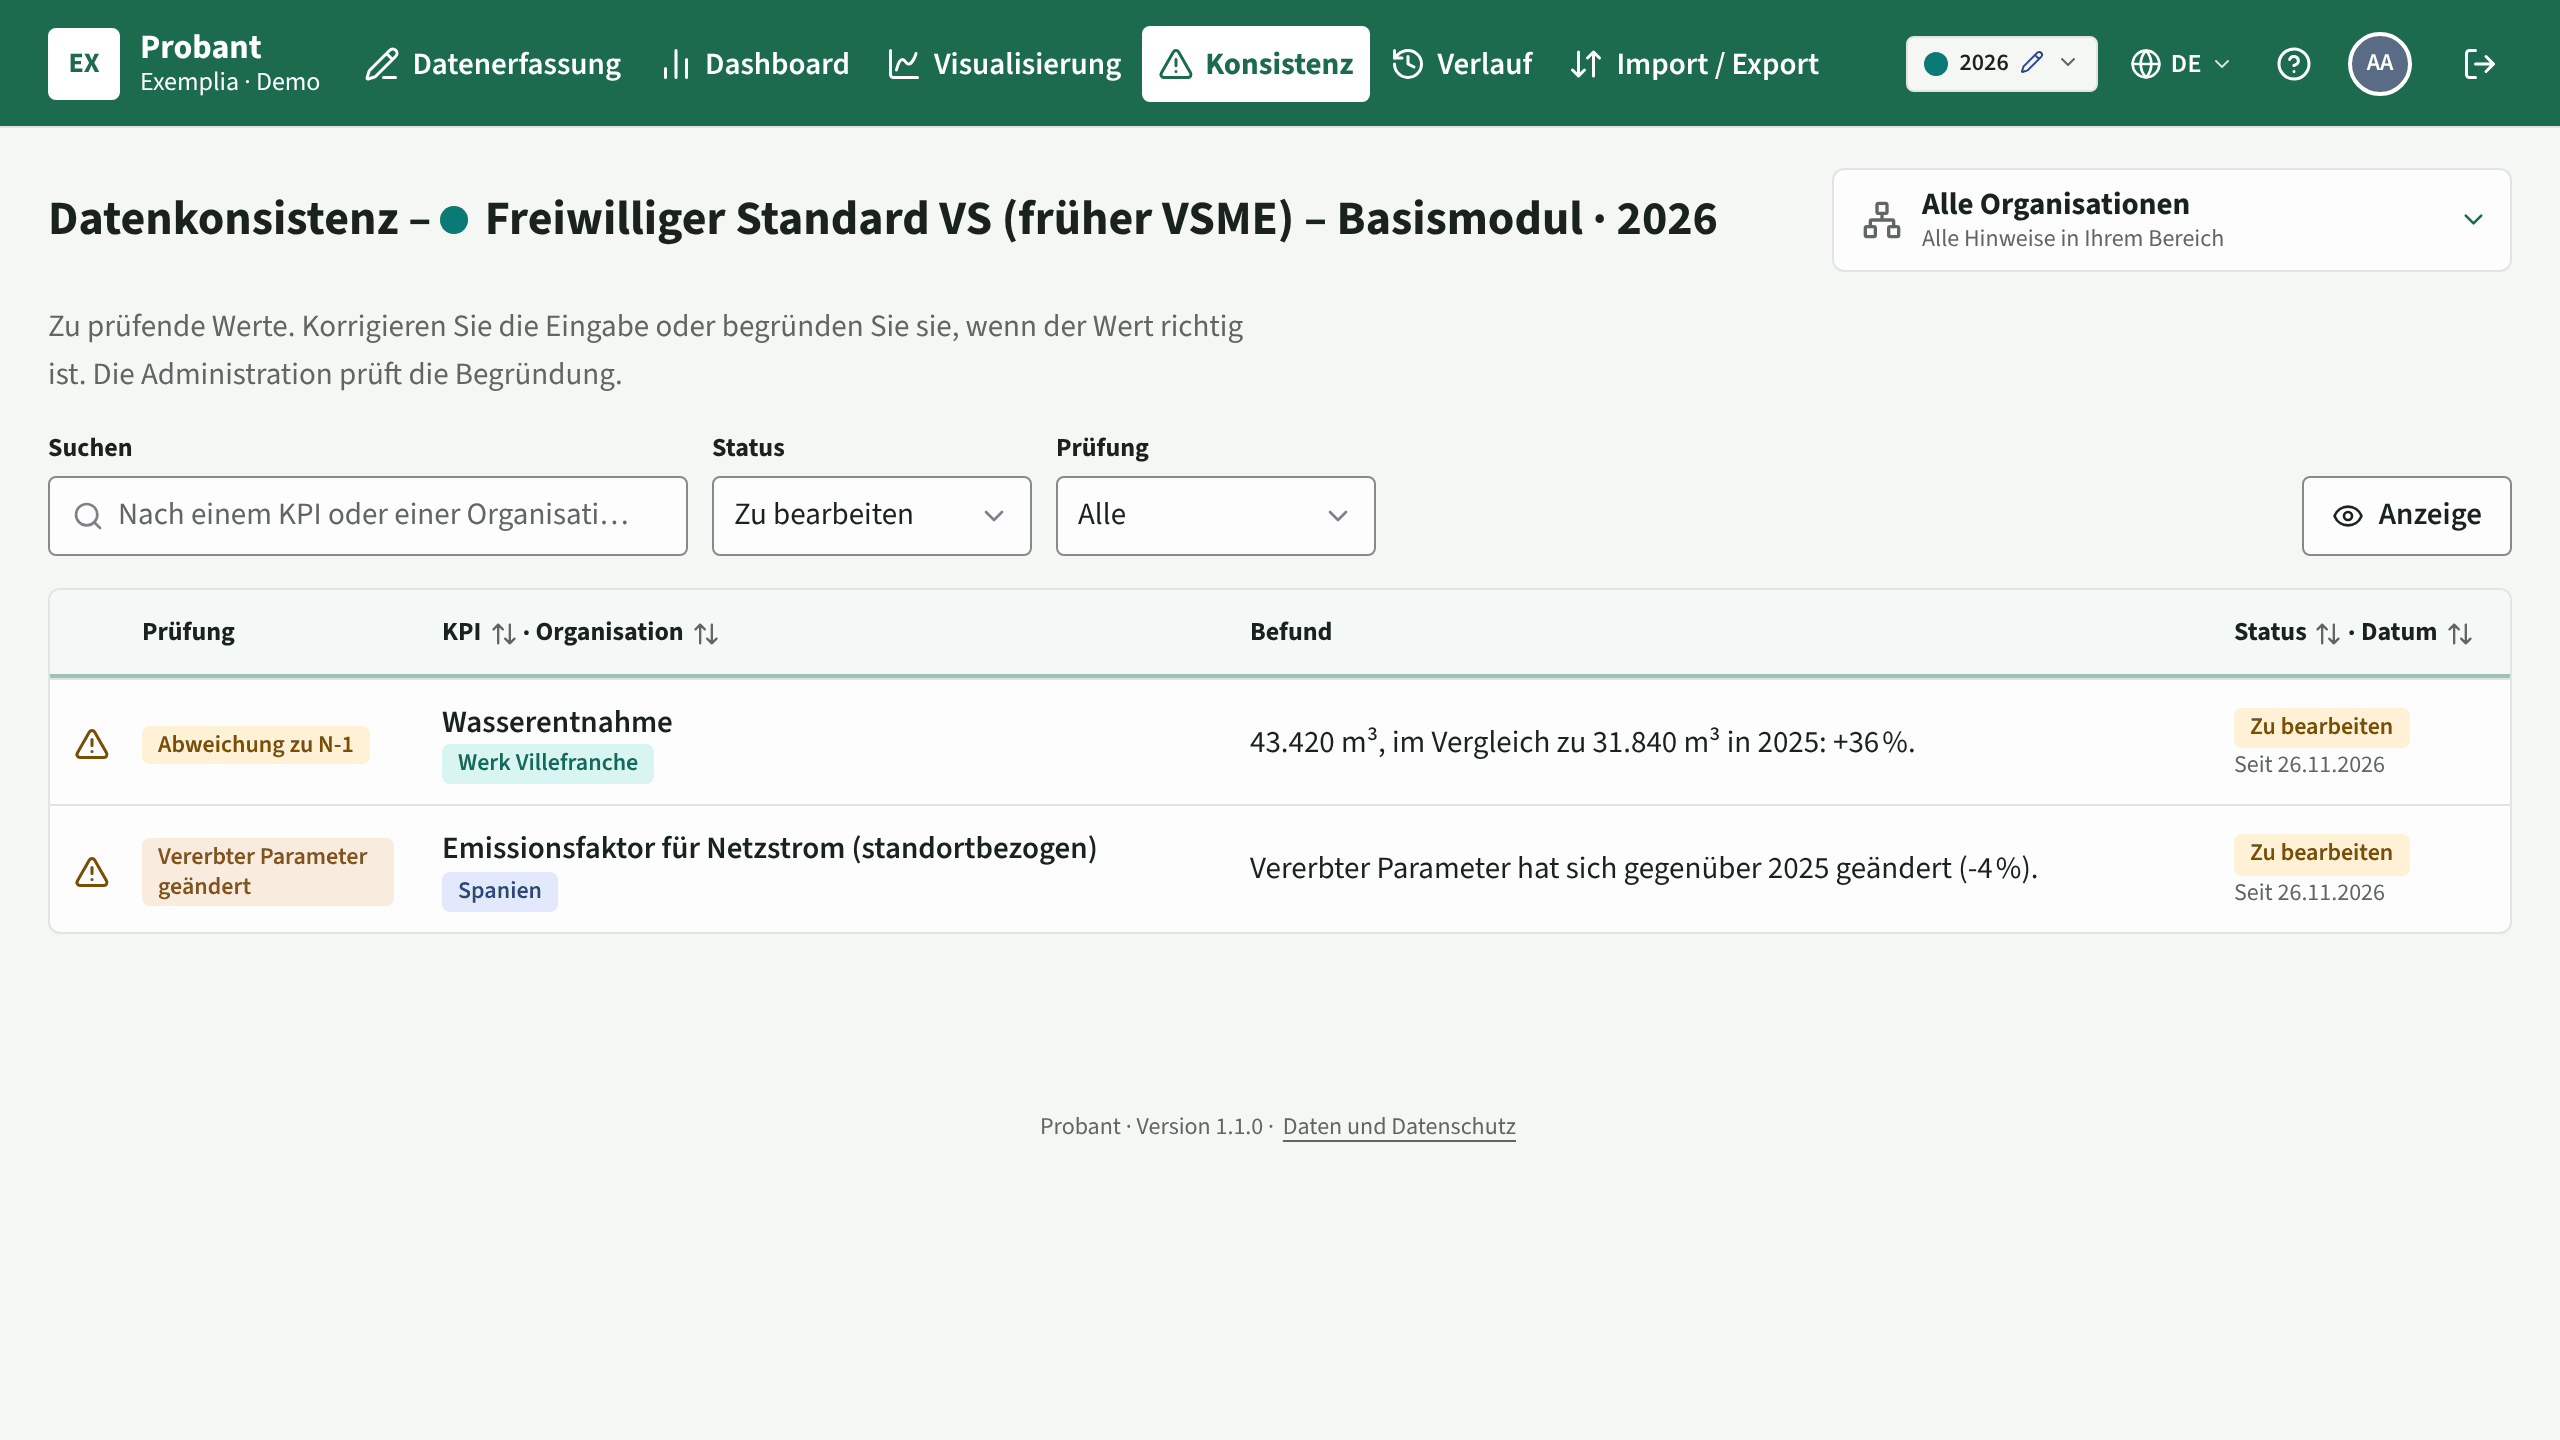 EX
Probant
Exemplia · Demo
Datenerfassung
Dashboard
Visualisierung
Konsistenz
Verlauf
Import / Export
2026
DE
AA
Datenkonsistenz – Freiwilliger Standard VS (früher VSME) – Basismodul · 2026
Alle Organisationen
Alle Hinweise in Ihrem Bereich
Zu prüfende Werte. Korrigieren Sie die Eingabe oder begründen Sie sie, wenn der Wert richtig
ist. Die Administration prüft die Begründung.
Suchen
Status
Prüfung
Nach einem KPI oder einer Organisati…
Zu bearbeiten
Alle
Anzeige
Prüfung
KPI · Organisation
Befund
Status · Datum
Abweichung zu N-1
Wasserentnahme
Werk Villefranche
43.420 m³, im Vergleich zu 31.840 m³ in 2025: +36 %.
Zu bearbeiten
Seit 26.11.2026
Vererbter Parameter
geändert
Emissionsfaktor für Netzstrom (standortbezogen)
Spanien
Vererbter Parameter hat sich gegenüber 2025 geändert (-4 %).
Zu bearbeiten
Seit 26.11.2026
Probant · Version 1.1.0 · Daten und Datenschutz